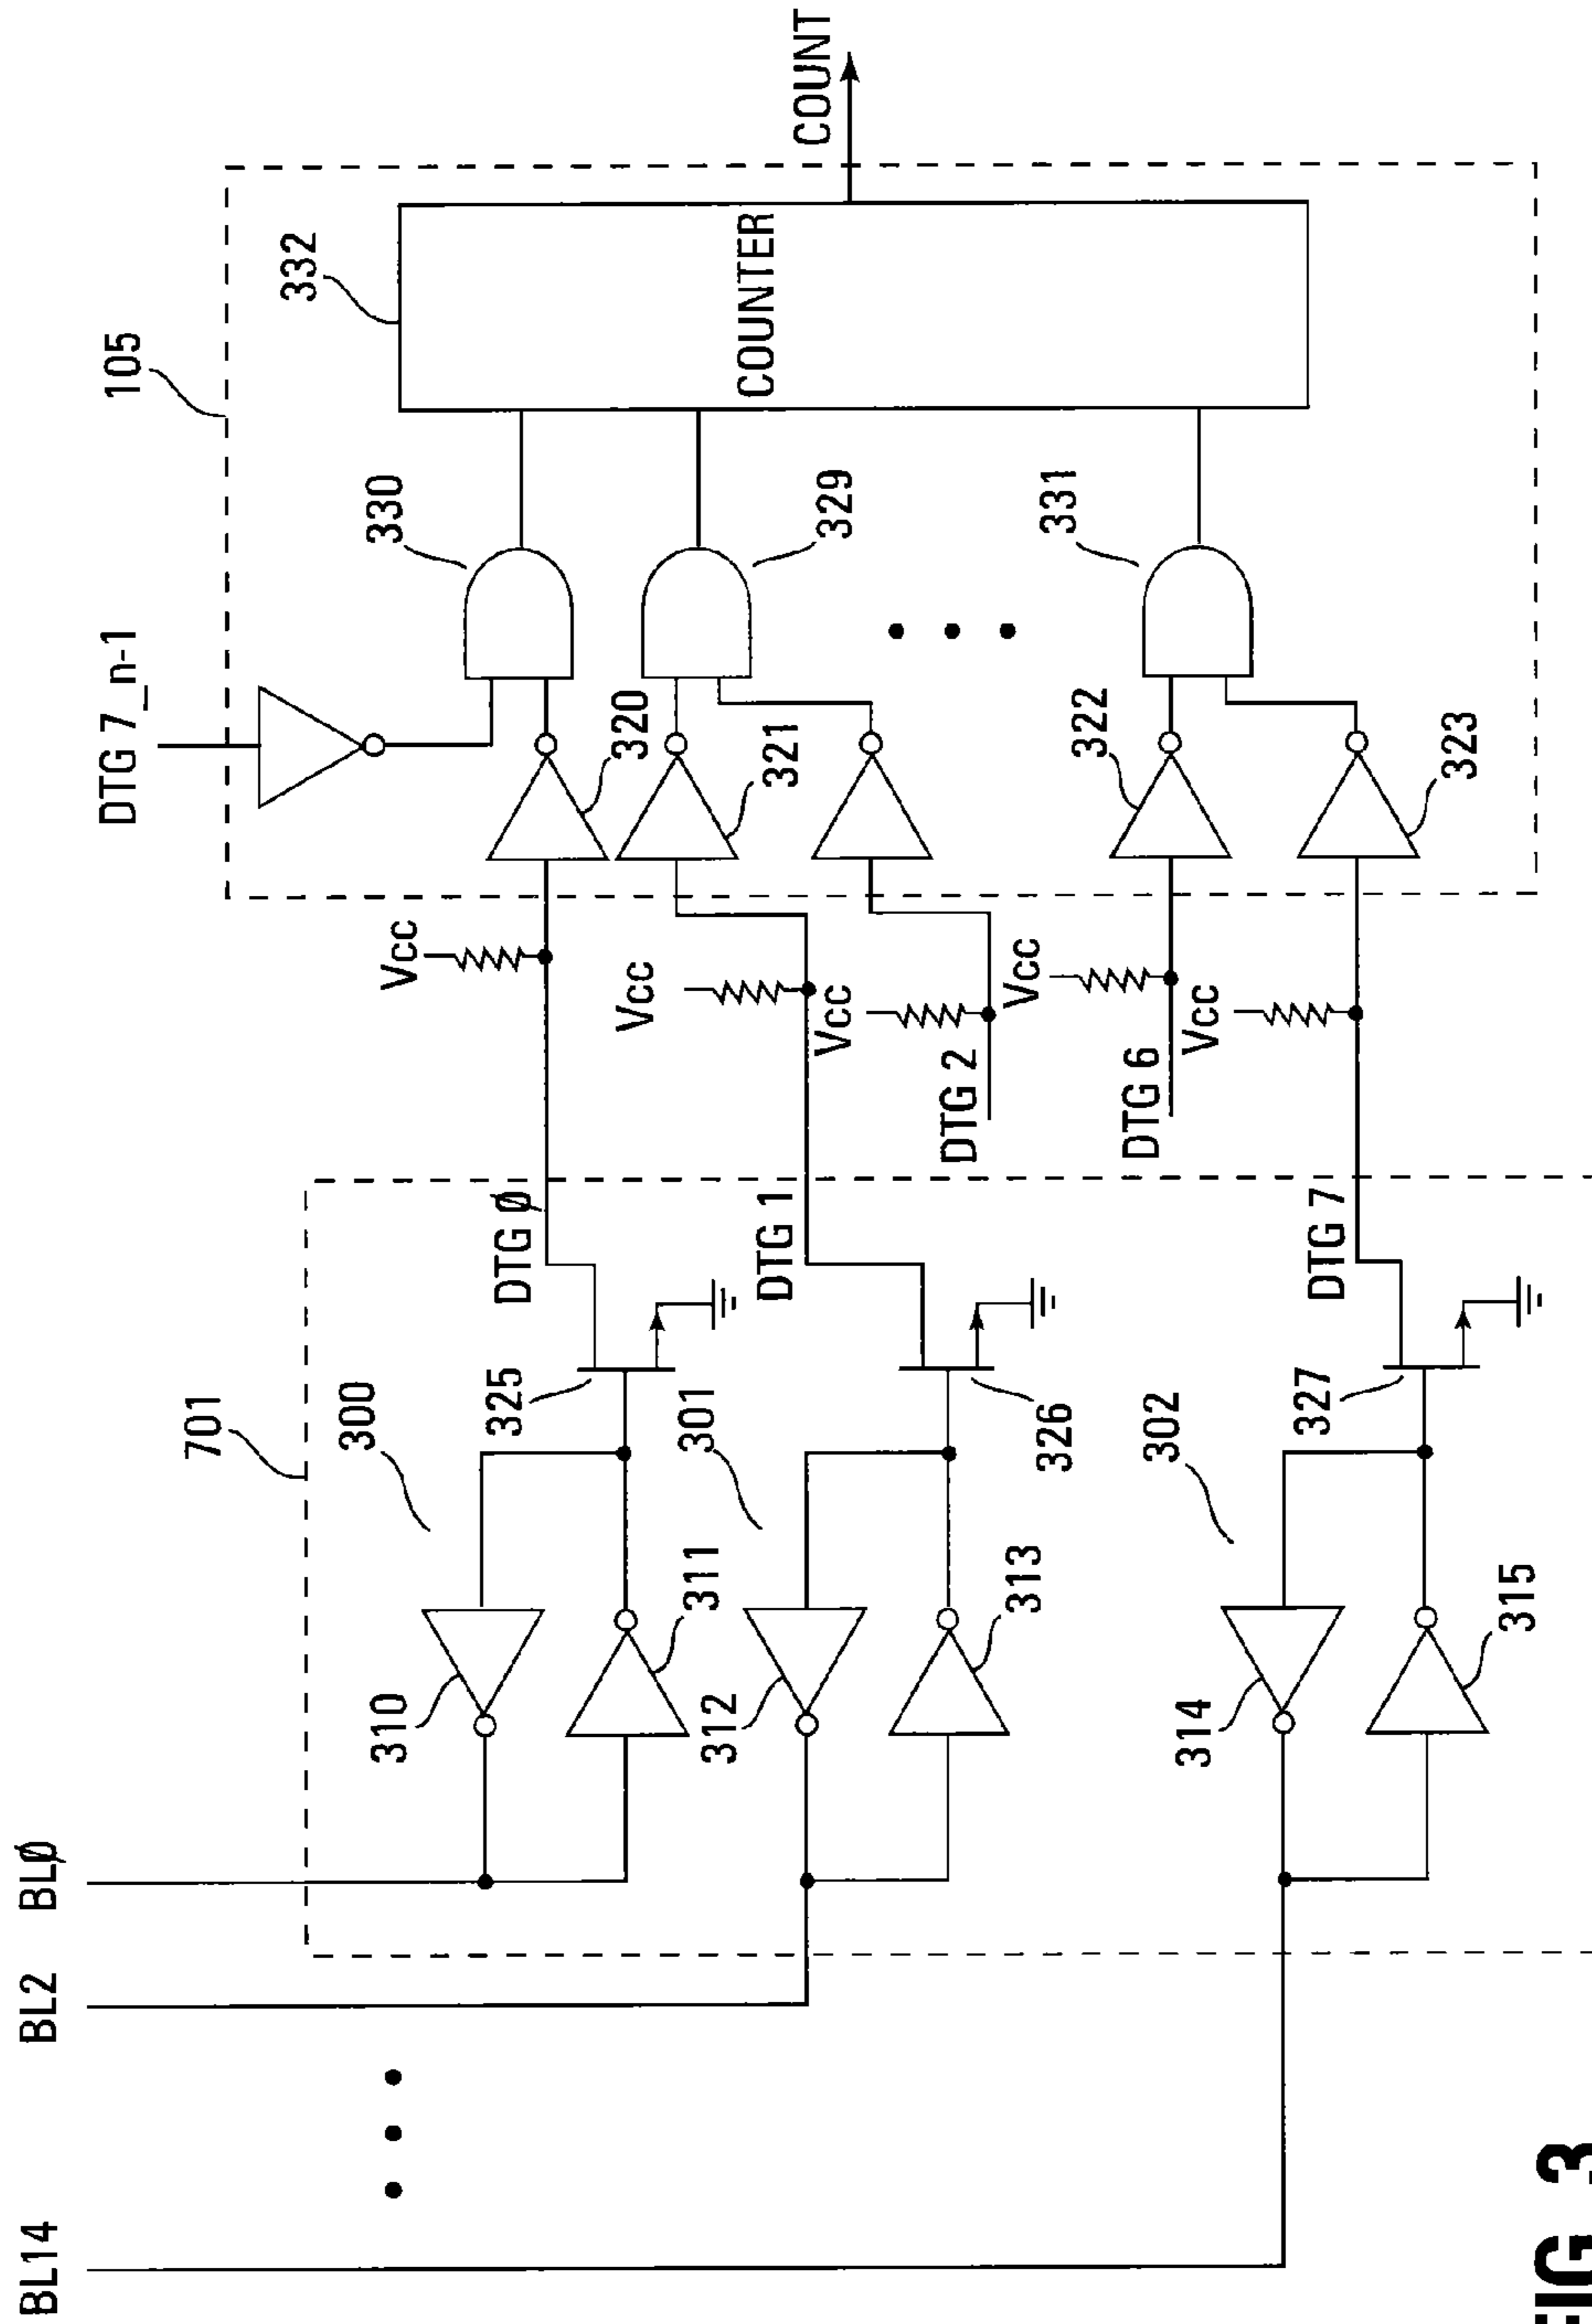 BL14
BL2
BLØ
701
300
310
311
325
DTG Ø
301
312
313
326
DTG 1
302
314
315
327
DTG 7
Vcc
Vcc
Vcc
DTG 2
Vcc
DTG 6
Vcc
DTG 7_n-1
105
320
321
322
323
330
329
331
332
COUNTER
COUNT
FIG 3